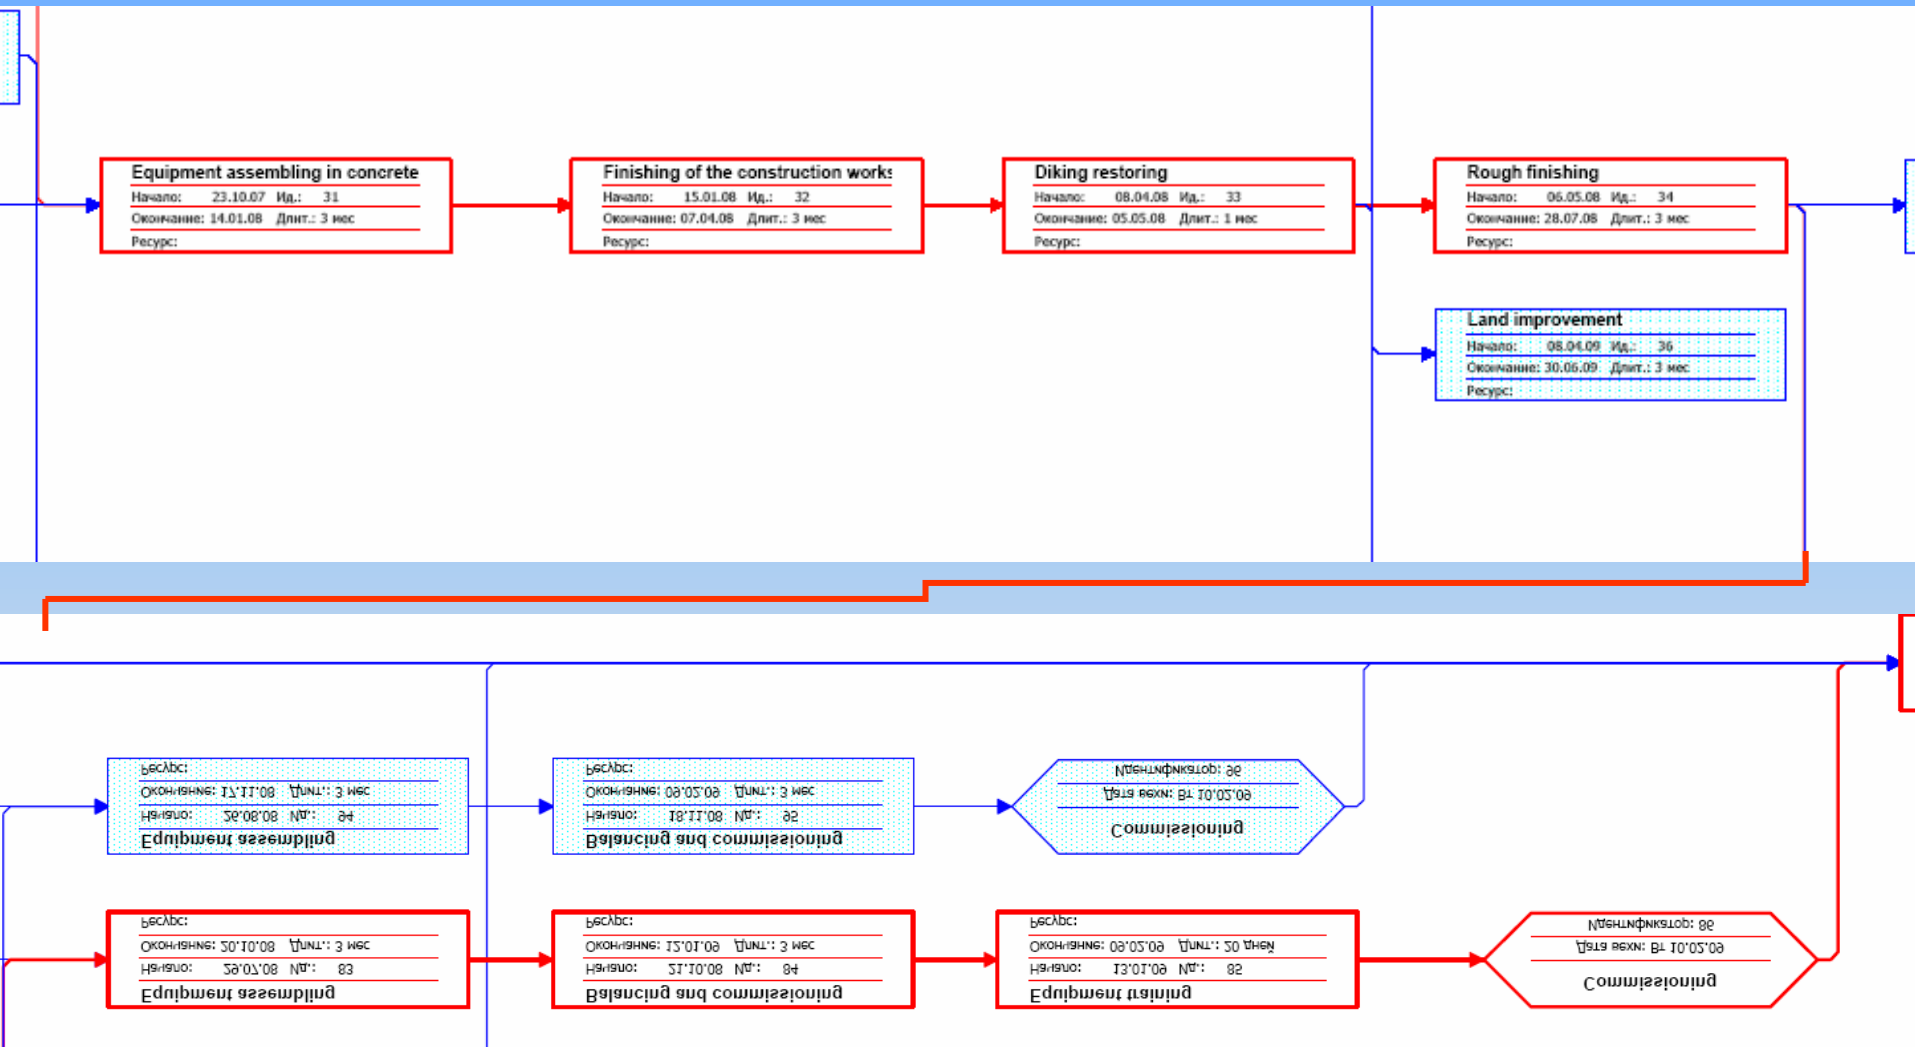 Equipment assembling in concrete
Начало: 23.10.07 Ид.: 31
Окончание: 14.01.08 Длит.: 3 мес
Ресурс:
Finishing of the construction works
Начало: 15.01.08 Ид.: 32
Окончание: 07.04.08 Длит.: 3 мес
Ресурс:
Diking restoring
Начало: 08.04.08 Ид.: 33
Окончание: 05.05.08 Длит.: 1 мес
Ресурс:
Rough finishing
Начало: 06.05.08 Ид.: 34
Окончание: 28.07.08 Длит.: 3 мес
Ресурс:
Land improvement
Начало: 08.04.09 Ид.: 36
Окончание: 30.06.09 Длит.: 3 мес
Ресурс:
Ресурс:
Окончание: 17.11.08 Длит.: 3 мес
Начало: 26.08.08 Ид.: 94
Equipment assembling
Ресурс:
Окончание: 09.02.09 Длит.: 3 мес
Начало: 18.11.08 Ид.: 95
Balancing and commissioning
Идентификатор: 96
Дата вехи: Вт 10.02.09
Commissioning
Ресурс:
Окончание: 20.10.08 Длит.: 3 мес
Начало: 29.07.08 Ид.: 83
Equipment assembling
Ресурс:
Окончание: 12.01.09 Длит.: 3 мес
Начало: 21.10.08 Ид.: 84
Balancing and commissioning
Ресурс:
Окончание: 09.02.09 Длит.: 20 дней
Начало: 13.01.09 Ид.: 85
Equipment training
Идентификатор: 86
Дата вехи: Вт 10.02.09
Commissioning